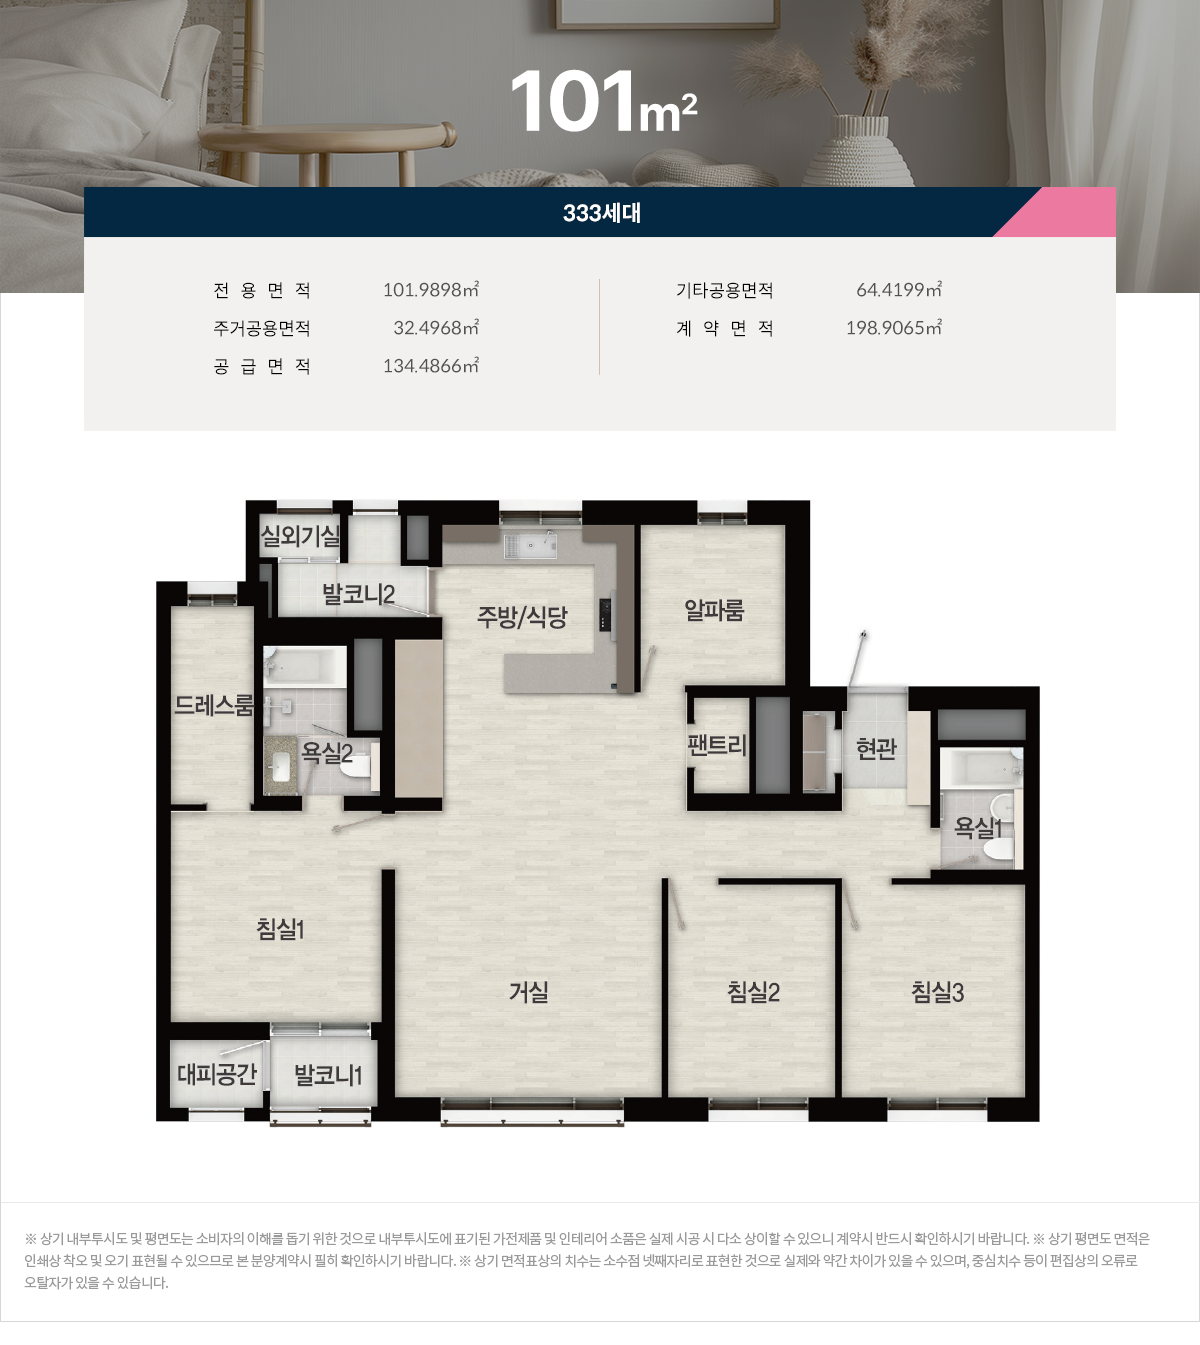 101m²
333세대
전 용 면 적 101.9898㎡
주거공용면적 32.4968㎡
공 급 면 적 134.4866㎡
기타공용면적 64.4199㎡
계 약 면 적 198.9065㎡
실외기실
발코니2
주방/식당
알파룸
드레스룸
욕실2
팬트리
현관
욕실1
침실1
거실
침실2
침실3
대피공간
발코니1
※ 상기 내부투시도 및 평면도는 소비자의 이해를 돕기 위한 것으로 내부투시도에 표기된 가전제품 및 인테리어 소품은 실제 시공 시 다소 상이할 수 있으니 계약시 반드시 확인하시기 바랍니다. ※ 상기 평면도 면적은
인쇄상 착오 및 오기 표현될 수 있으므로 본 분양계약시 필히 확인하시기 바랍니다. ※ 상기 면적표상의 치수는 소수점 넷째자리로 표현한 것으로 실제와 약간 차이가 있을 수 있으며, 중심치수 등이 편집상의 오류로
오탈자가 있을 수 있습니다.